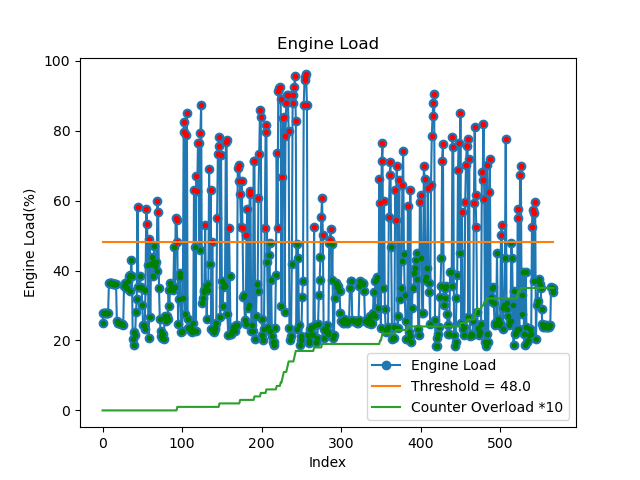 Engine Load
Engine Load(%)
100
80
60
40
20
0
0 100 200 300 400 500
Index
Engine Load
Threshold = 48.0
Counter Overload *10